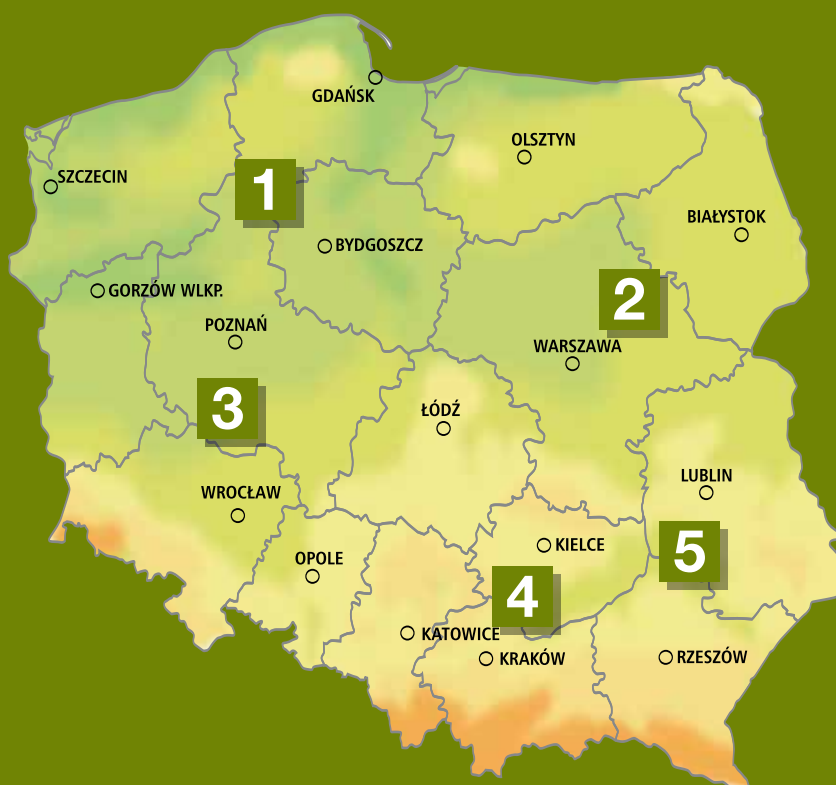 GDAŃSK
OLSZTYN
SZCZECIN
1
BIAŁYSTOK
BYDGOSZCZ
GORZÓW WLKP.
2
POZNAŃ
WARSZAWA
3
ŁÓDŹ
LUBLIN
WROCŁAW
KIELCE
5
OPOLE
4
KATOWICE
KRAKÓW
RZESZÓW